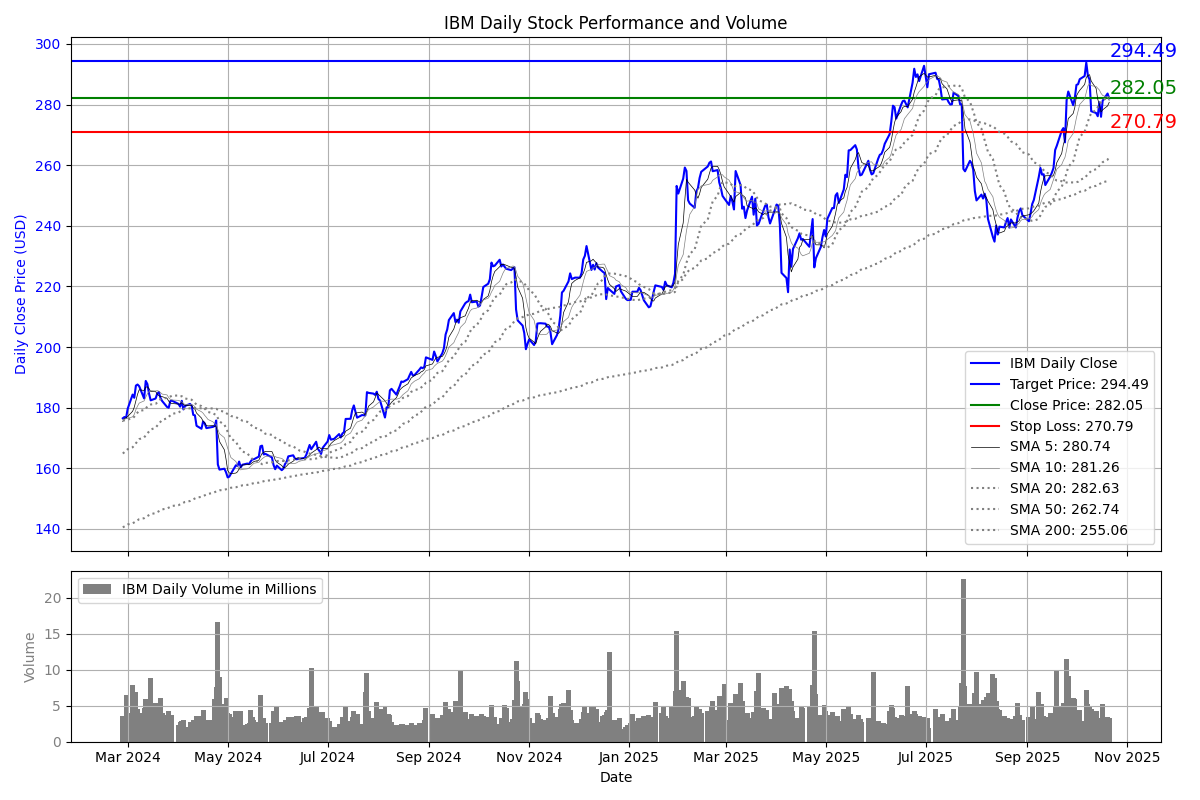 IBM Daily Stock Performance and Volume
300
280
260
240
220
200
180
160
140
Daily Close Price (USD)
294.49
282.05
270.79
IBM Daily Close
Target Price: 294.49
Close Price: 282.05
Stop Loss: 270.79
SMA 5: 280.74
SMA 10: 281.26
SMA 20: 282.63
SMA 50: 262.74
SMA 200: 255.06
IBM Daily Volume in Millions
20
15
10
5
0
Volume
Mar 2024
May 2024
Jul 2024
Sep 2024
Nov 2024
Jan 2025
Mar 2025
May 2025
Jul 2025
Sep 2025
Nov 2025
Date